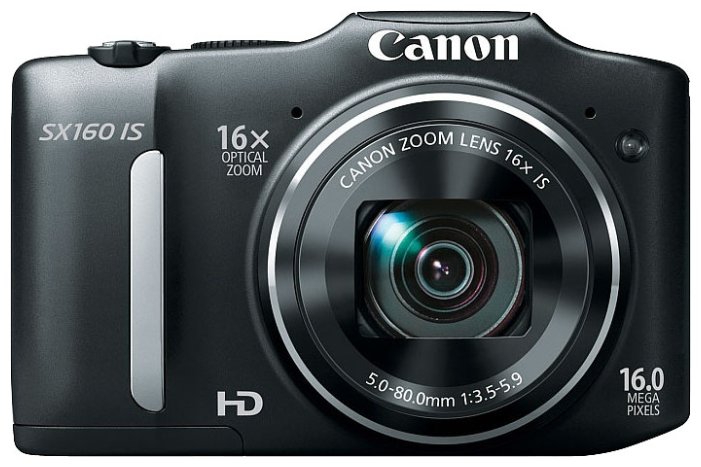 Canon
SX160 IS
16x
OPTICAL
ZOOM
CANON ZOOM LENS 16x IS
5.0-80.0mm 1:3.5-5.9
HD
16.0
MEGA
PIXELS